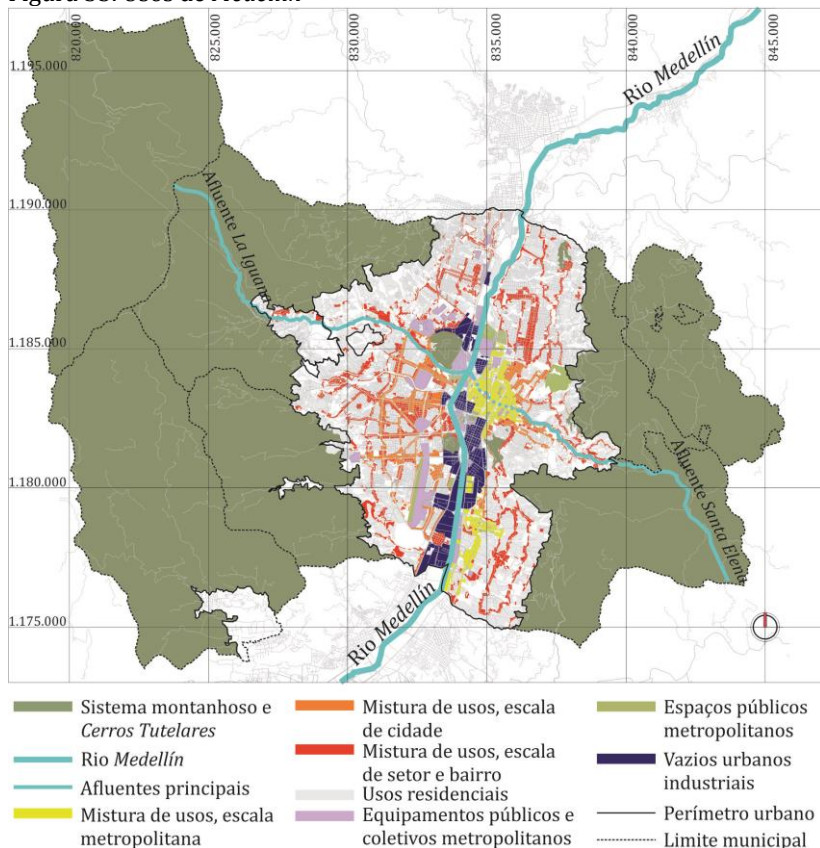 Usos de Medellín
820.000
825.000
830.000
835.000
840.000
845.000
1.195.000
1.190.000
1.185.000
1.180.000
1.175.000
Rio Medellín
Afluente La Iguana
Afluente Santa Elena
Rio Medellín
Sistema montanhoso e
Cerros Tutelares
Rio Medellín
Afluentes principais
Mistura de usos, escala
metropolitana
Mistura de usos, escala
de cidade
Mistura de usos, escala
de setor e bairro
Usos residenciais
Equipamentos públicos e
coletivos metropolitanos
Espaços públicos
metropolitanos
Vazios urbanos
industriais
Perímetro urbano
Limite municipal